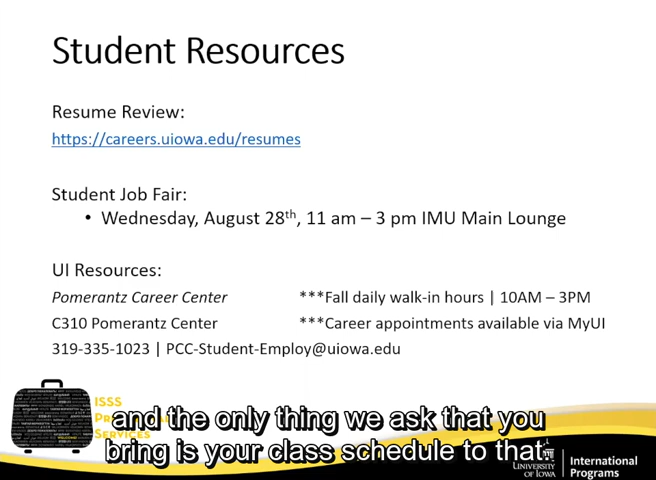 Student Resources
Resume Review:
https://careers.uiowa.edu/resumes
Student Job Fair:
• Wednesday, August 28th, 11 am – 3 pm IMU Main Lounge
UI Resources:
Pomerantz Career Center ***Fall daily walk-in hours | 10AM – 3PM
C310 Pomerantz Center ***Career appointments available via MyUI
319-335-1023 | PCC-Student-Employ@uiowa.edu
ISSS
and the only thing we ask that you
Services
bring is your class schedule to that
University of Iowa
International
Programs